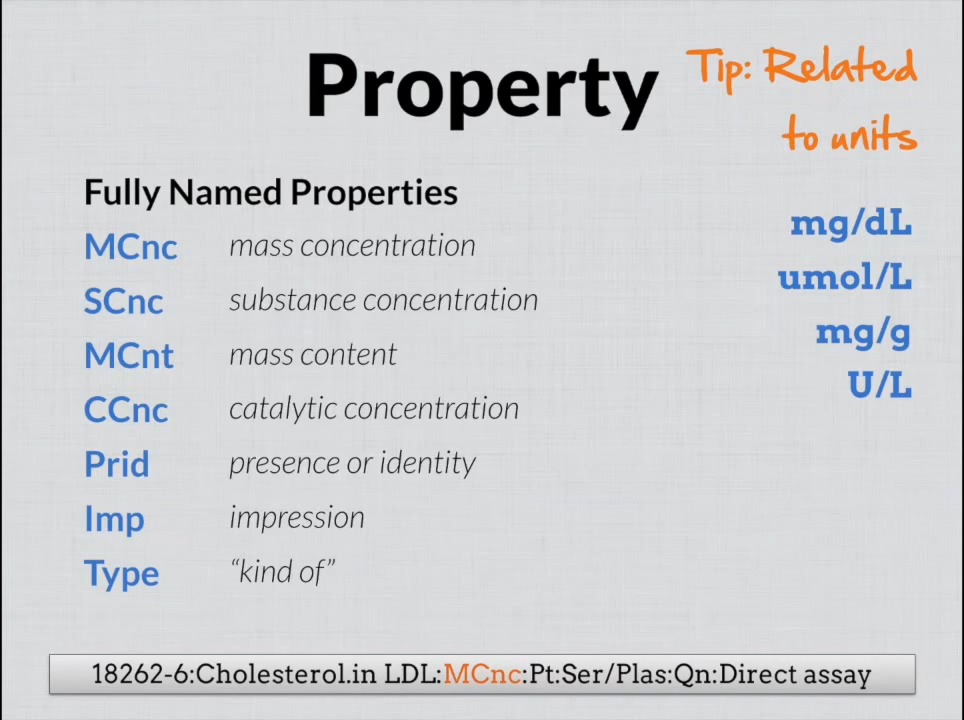 Property
Tip: Related
to units
Fully Named Properties
MCnc mass concentration mg/dL
SCnc substance concentration umol/L
MCnt mass content mg/g
CCnc catalytic concentration U/L
Prid presence or identity
Imp impression
Type “kind of”
18262-6:Cholesterol.in LDL:MCnc:Pt:Ser/Plas:Qn:Direct assay